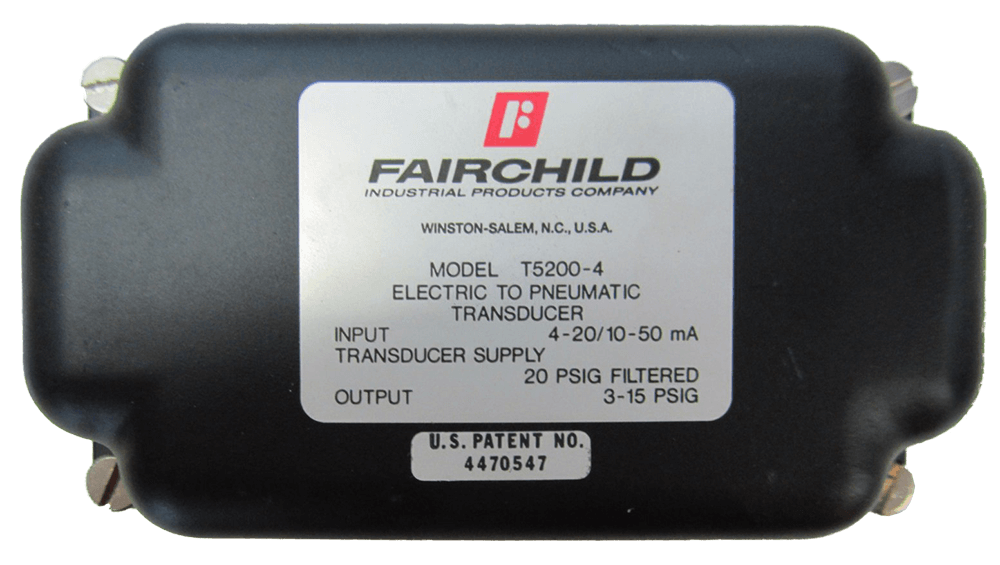 FAIRCHILD
INDUSTRIAL PRODUCTS COMPANY
WINSTON-SALEM, N.C., U.S.A.
MODEL T5200-4
ELECTRIC TO PNEUMATIC
TRANSDUCER
INPUT 4-20/10-50 mA
TRANSDUCER SUPPLY
20 PSIG FILTERED
OUTPUT 3-15 PSIG
U.S. PATENT NO.
4470547